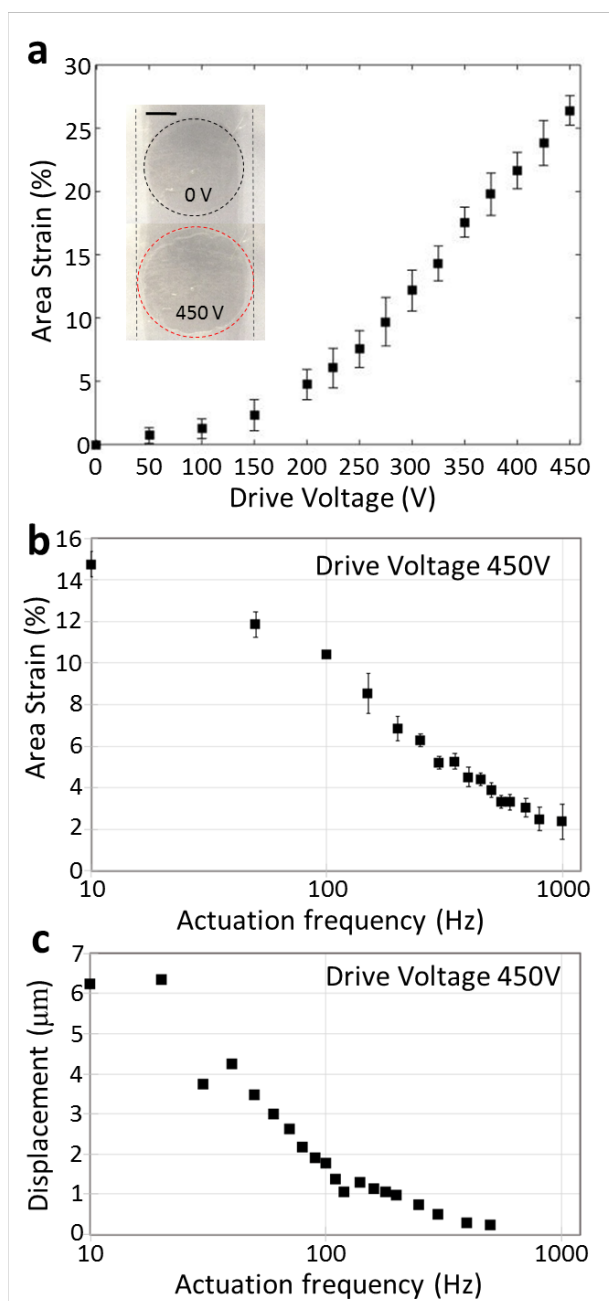 a
30
25
20
15
10
5
0
Area Strain (%)
0 V
450 V
0 50 100 150 200 250 300 350 400 450
Drive Voltage (V)
b
16
14
12
10
8
6
4
2
0
Area Strain (%)
Drive Voltage 450V
10 100 1000
Actuation frequency (Hz)
c
7
6
5
4
3
2
1
0
Displacement (μm)
Drive Voltage 450V
10 100 1000
Actuation frequency (Hz)